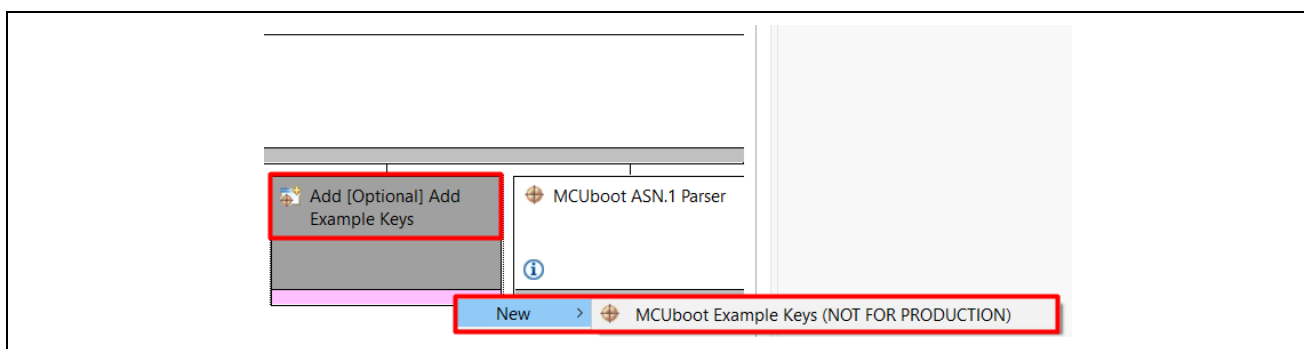 Add [Optional] Add
Example Keys
MCUboot ASN.1 Parser
New > MCUboot Example Keys (NOT FOR PRODUCTION)